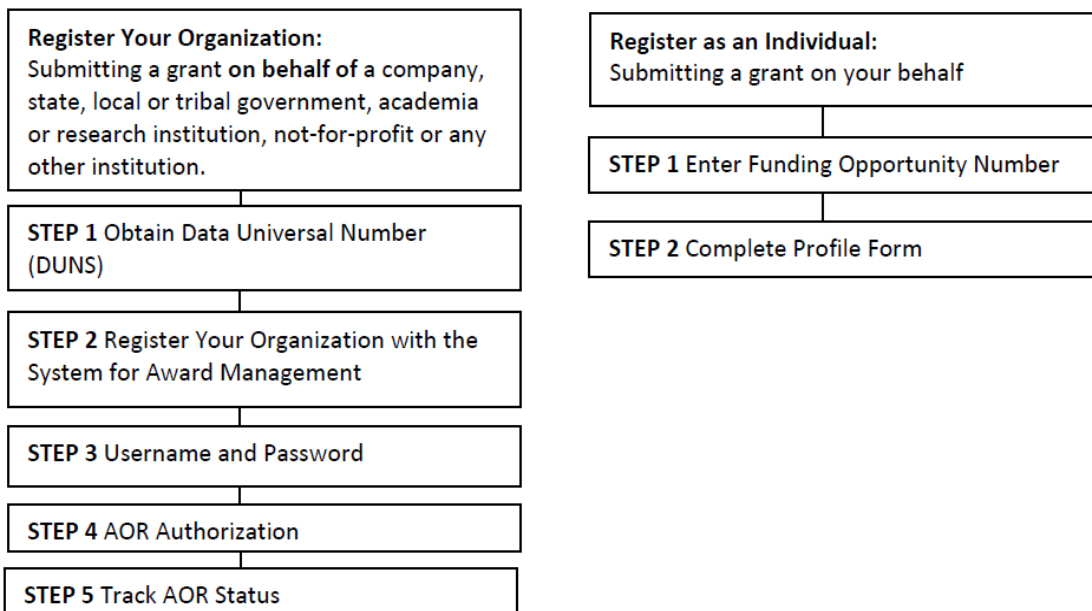 Register Your Organization:
Submitting a grant on behalf of a company,
state, local or tribal government, academia
or research institution, not-for-profit or any
other institution.
STEP 1 Obtain Data Universal Number
(DUNS)
STEP 2 Register Your Organization with the
System for Award Management
STEP 3 Username and Password
STEP 4 AOR Authorization
STEP 5 Track AOR Status
Register as an Individual:
Submitting a grant on your behalf
STEP 1 Enter Funding Opportunity Number
STEP 2 Complete Profile Form